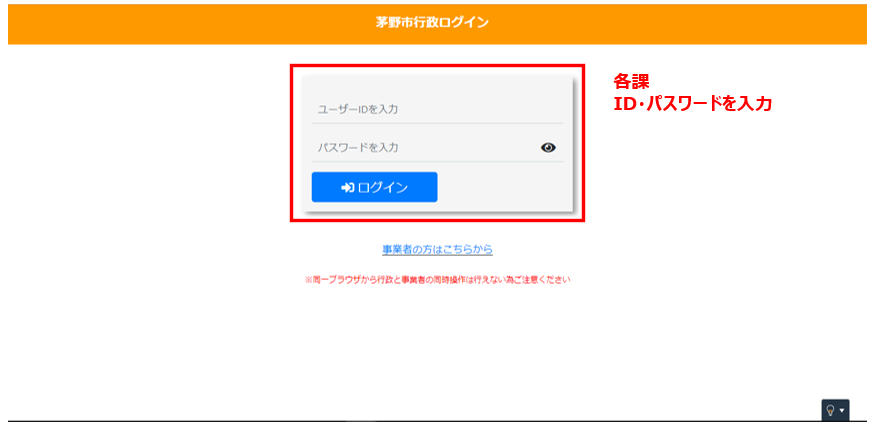 茅野市行政ログイン
各課
ID・パスワードを入力
ユーザーIDを入力
パスワードを入力
ログイン
事業者の方はこちらから
※同一ブラウザから行政と事業者の同時操作は行えない為ご注意ください